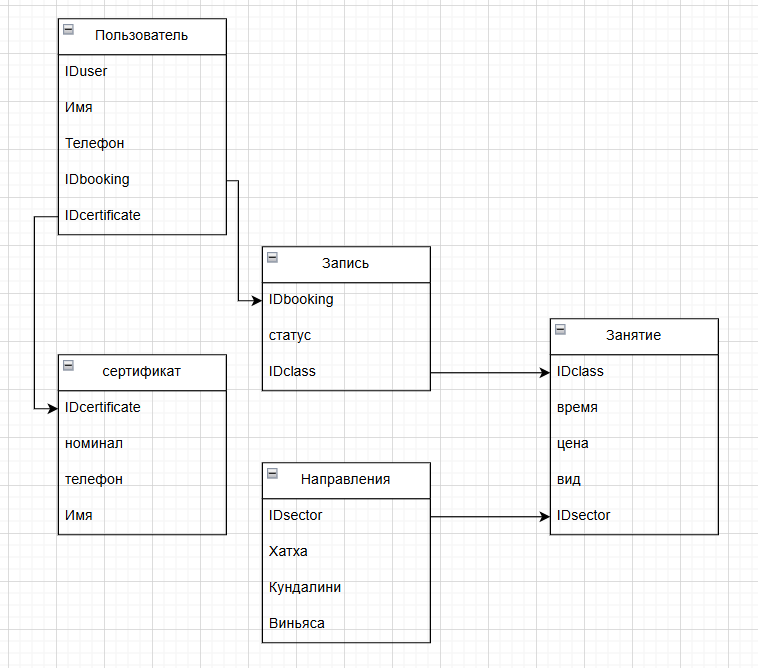 Пользователь
IDuser
Имя
Телефон
IDbooking
IDcertificate
сертификат
IDcertificate
номинал
телефон
Имя
Запись
IDbooking
статус
IDclass
Направления
IDsector
Хатха
Кундалини
Виньяса
Занятие
IDclass
время
цена
вид
IDsector